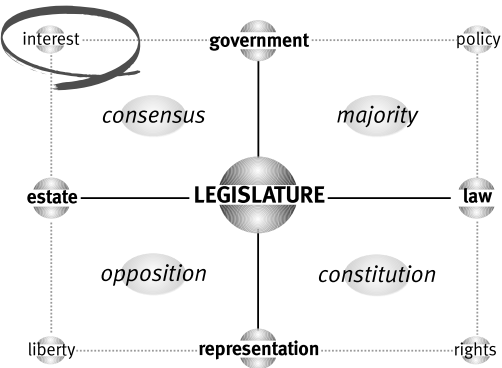 interest government policy
consensus majority
estate LEGISLATURE law
opposition constitution
liberty representation rights